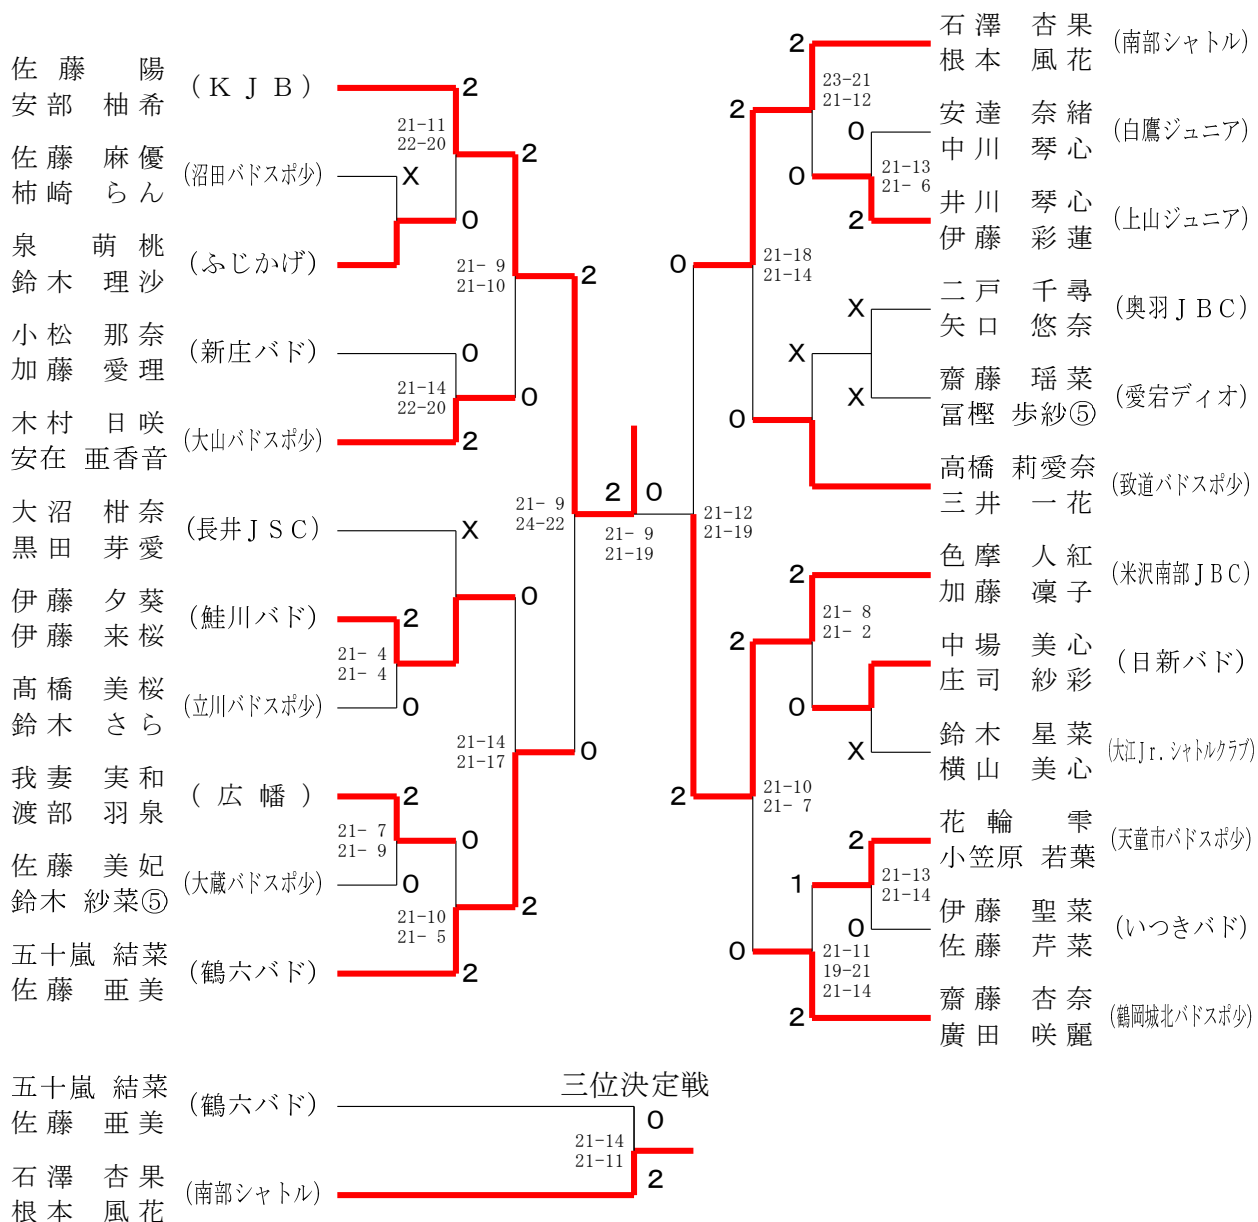 佐藤 陽
安部 柚希
(KJB)
2
21-11
22-20
佐藤 麻優
柿崎 らん
(沼田バドスポ少)
X
2
0
泉 萌桃
鈴木 理沙
(ふじかげ)
21- 9
21-10
2
小松 那奈
加藤 愛理
(新庄バド)
0
21-14
22-20
0
木村 日咲
安在 亜香音
(大山バドスポ少)
2
大沼 柑奈
黒田 芽愛
(長井JSC)
X
21- 9
24-22
伊藤 夕葵
伊藤 来桜
(鮭川バド)
2
0
21- 4
21- 4
髙橋 美桜
鈴木 さら
(立川バドスポ少)
0
21-14
21-17
0
我妻 実和
渡部 羽泉
(広幡)
2
21- 7
21- 9
0
佐藤 美妃
鈴木 紗菜⑤
(大蔵バドスポ少)
0
21-10
21- 5
2
五十嵐 結菜
佐藤 亜美
(鶴六バド)
2
2 0
21- 9
21-19
石澤 杏果
根本 風花
(南部シャトル)
2
23-21
21-12
2
安達 奈緒
中川 琴心
(白鷹ジュニア)
0
21-13
21- 6
0
井川 琴心
伊藤 彩蓮
(上山ジュニア)
2
0
21-18
21-14
二戸 千尋
矢口 悠奈
(奥羽JBC)
X
X
齋藤 瑶菜
冨樫 歩紗⑤
(愛宕ディオ)
X
0
高橋 莉愛奈
三井 一花
(致道バドスポ少)
21-12
21-19
色摩 人紅
加藤 凜子
(米沢南部JBC)
2
21- 8
21- 2
2
中場 美心
庄司 紗彩
(日新バド)
0
鈴木 星菜
横山 美心
(大江Jr.シャトルクラブ)
X
2
21-10
21- 7
花輪 雫
小笠原 若葉
(天童市バドスポ少)
2
21-13
21-14
1
伊藤 聖菜
佐藤 芹菜
(いつきバド)
0
0
21-11
19-21
21-14
齋藤 杏奈
廣田 咲麗
(鶴岡城北バドスポ少)
2
三位決定戦
五十嵐 結菜
佐藤 亜美
(鶴六バド)
0
21-14
21-11
石澤 杏果
根本 風花
(南部シャトル)
2